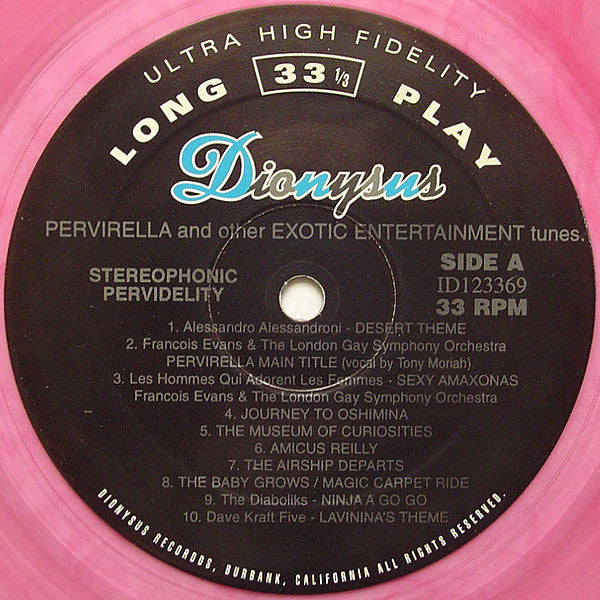 ULTRA HIGH FIDELITY
LONG 33 1/3 PLAY
Dionysus
PERVIRELLA and other EXOTIC ENTERTAINMENT tunes.
STEREOPHONIC
PERVIDELITY
SIDE A
ID123369
33 RPM
1. Alessandro Alessandroni - DESERT THEME
2. Francois Evans & The London Gay Symphony Orchestra
PERVIRELLA MAIN TITLE (vocal by Tony Moriah)
3. Les Hommes Qui Adorent Les Femmes - SEXY AMAXONAS
Francois Evans & The London Gay Symphony Orchestra
4. JOURNEY TO OSHIMINA
5. THE MUSEUM OF CURIOSITIES
6. AMICUS REILLY
7. THE AIRSHIP DEPARTS
8. THE BABY GROWS / MAGIC CARPET RIDE
9. The Diaboliks - NINJA A GO GO
10. Dave Kraft Five - LAVININA'S THEME
DIONYSUS RECORDDS, BURBANK, CALIFORNIA ALL RIGHTS RESERVED.